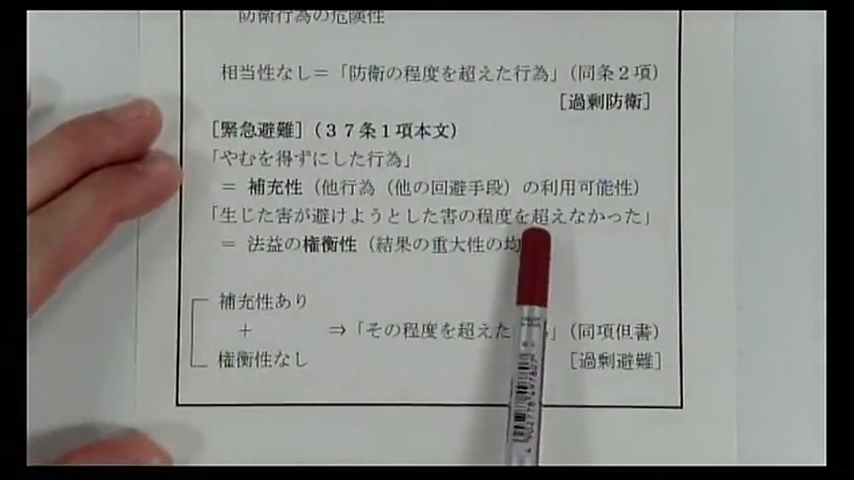 防衛行為の危険性
相当性なし＝「防衛の程度を超えた行為」（同条２項）
［過剰防衛］
［緊急避難］（３７条１項本文）
「やむを得ずにした行為」
＝ 補充性（他行為（他の回避手段）の利用可能性）
「生じた害が避けようとした害の程度を超えなかった」
＝ 法益の権衡性（結果の重大性の均
補充性あり
＋ ⇒「その程度を超えた 」（同項但書）
権衡性なし ［過剰避難］